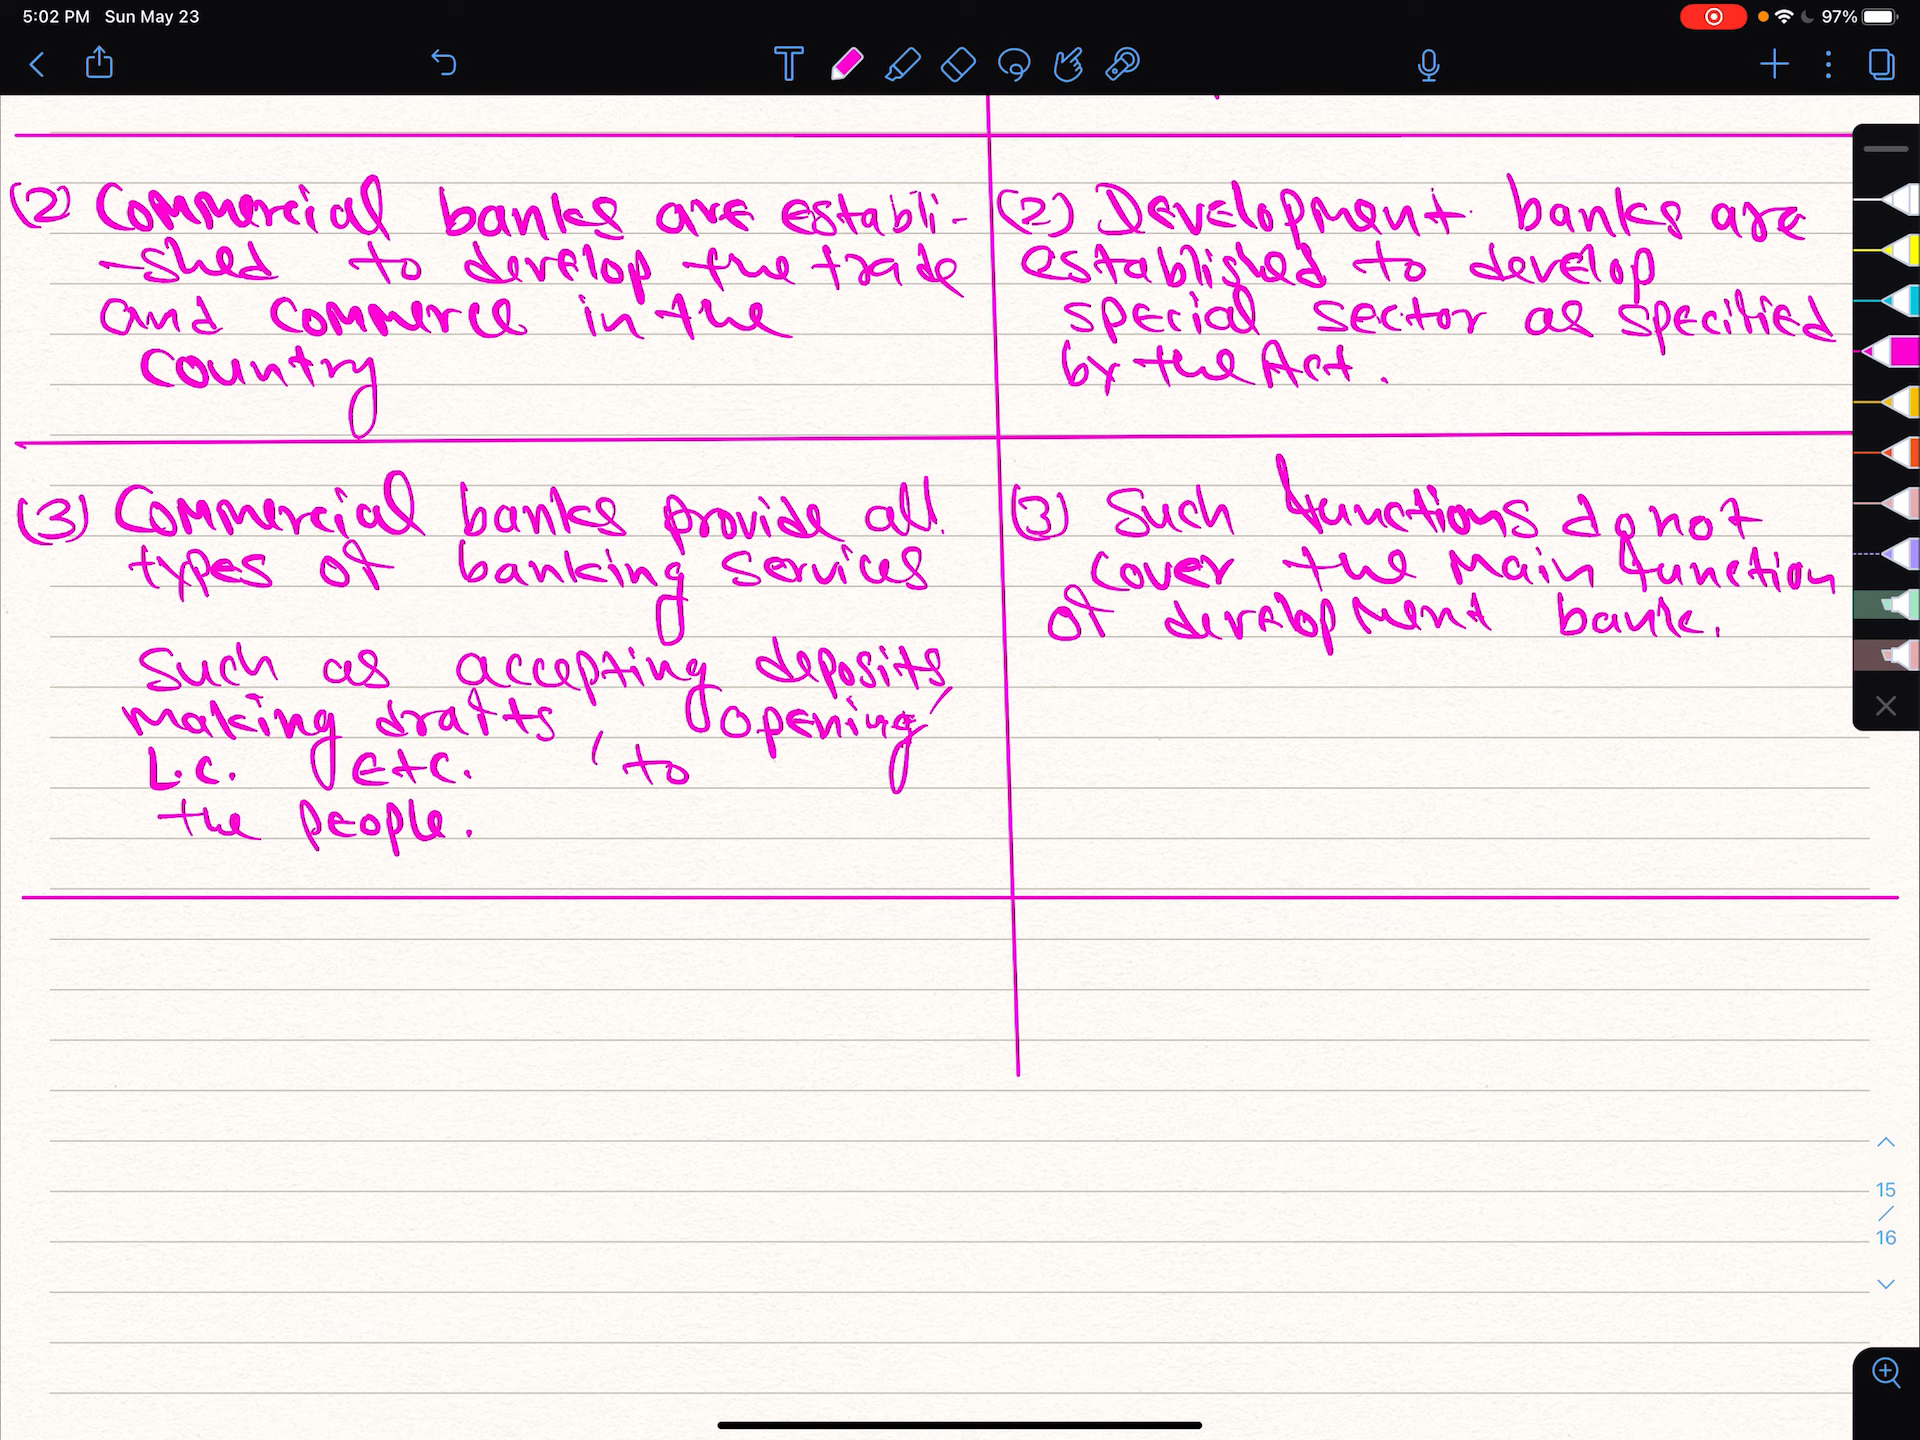 5:02 PM Sun May 23
97%
T
(2) Commercial banks are establi-
-shed to develop the trade
and commerce in the
country
(2) Development banks are
established to develop
special sector as specified
by the Act.
(3) Commercial banks provide all
types of banking services
such as accepting deposits,
making drafts, opening
L.C. etc. to
the people.
(3) Such functions do not
cover the main function
of development bank.
15
/
16